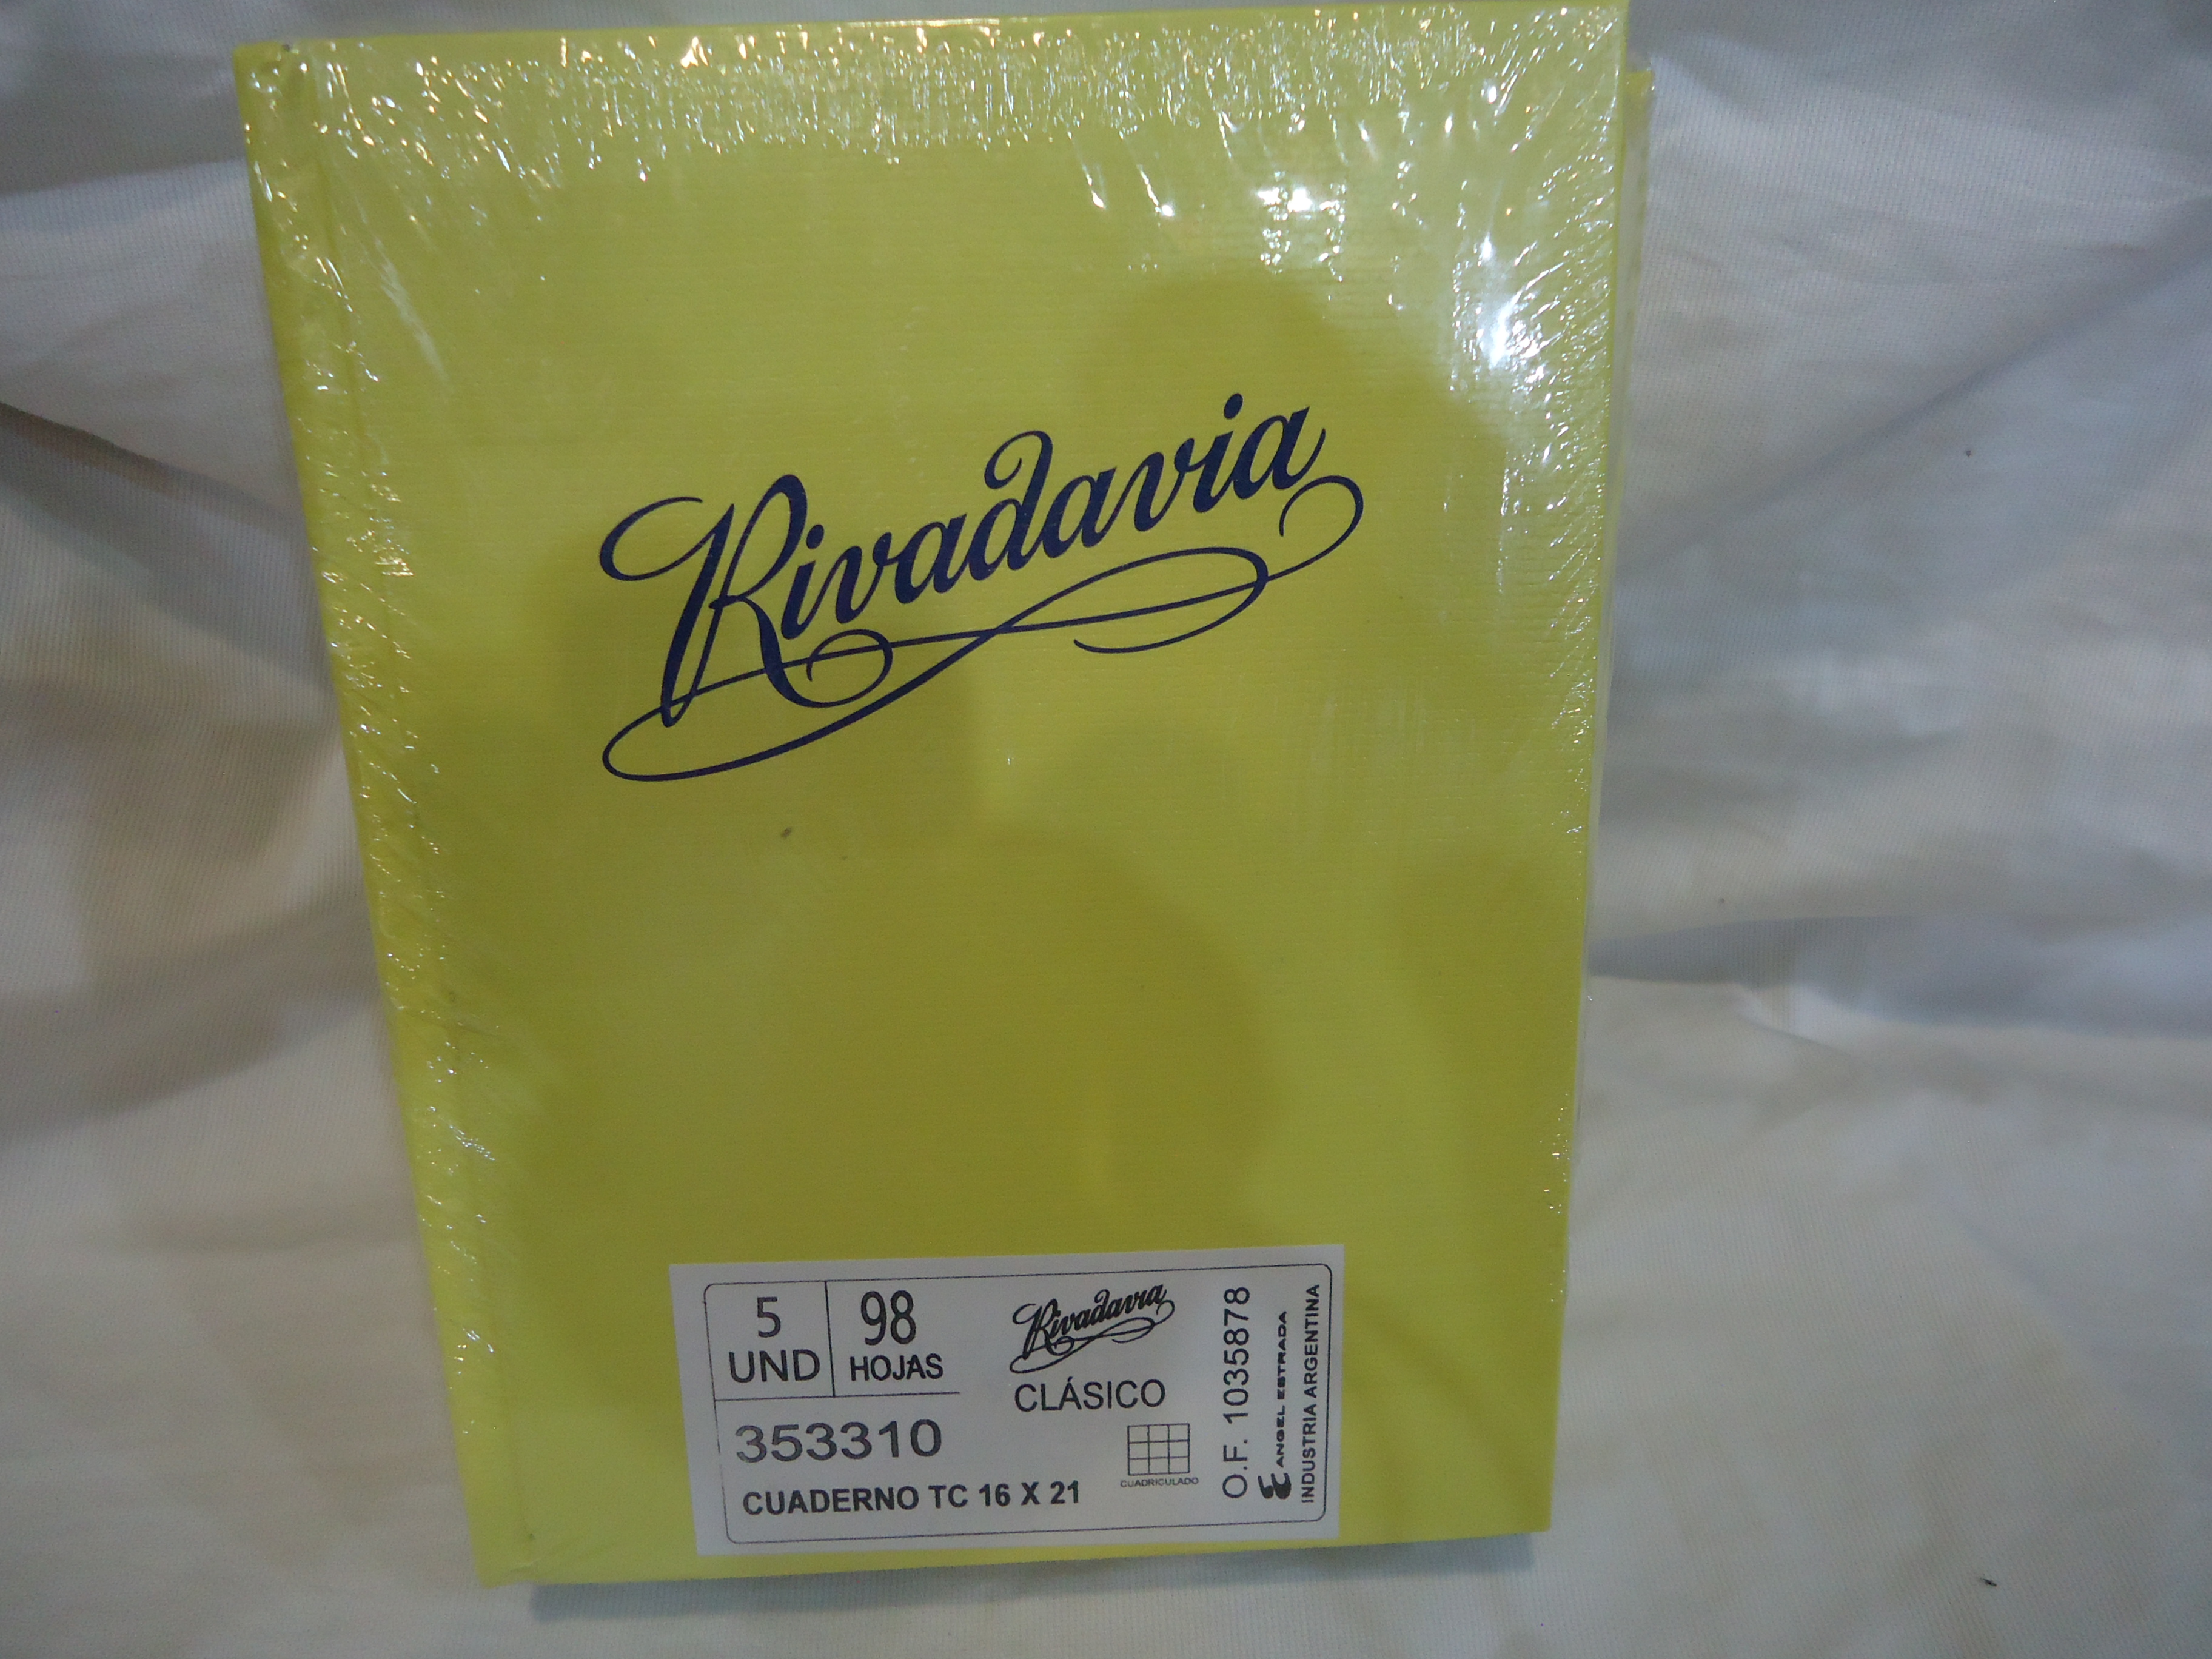 Rivadavia
5
UND
98
HOJAS
Rivadavia
CLÁSICO
353310
CUADRICULADO
CUADERNO TC 16 X 21
O.F. 1035878
ANGEL ESTRADA
INDUSTRIA ARGENTINA